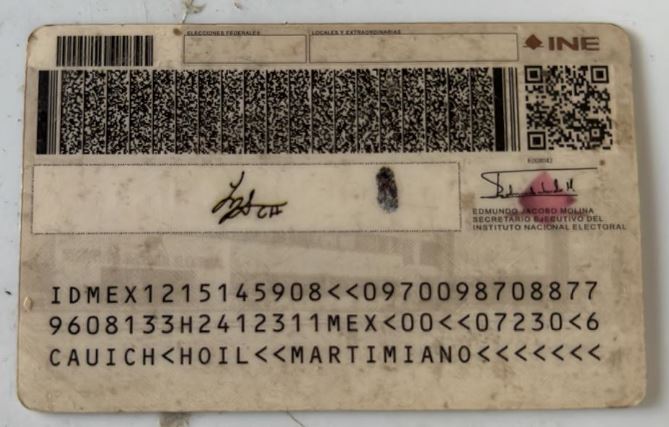 ELECCIONES FEDERALES
LOCALES Y EXTRAORDINARIAS
INE
EDMUNDO JACOBO MOLINA
SECRETARIO EJECUTIVO DEL
INSTITUTO NACIONAL ELECTORAL
IDMEX1215145908<<0970098708877
9608133H2412311MEX<00<<07230<6
CAUICH<HOIL<<MARTIMIANO<<<<<<<